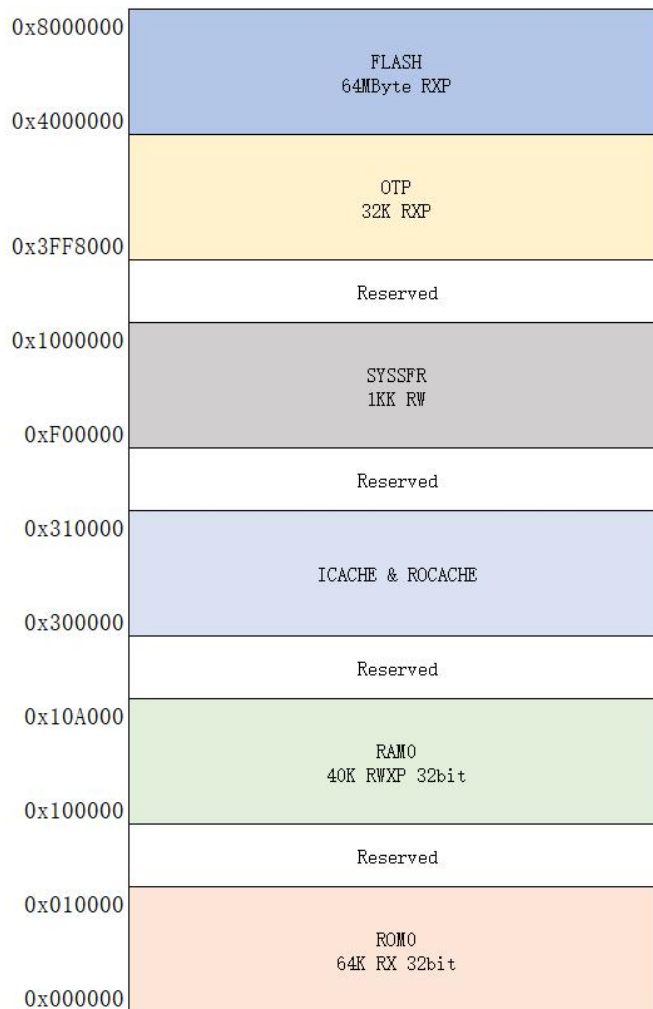 0x8000000
FLASH
64MByte RXP
0x4000000
OTP
32K RXP
0x3FF8000
Reserved
0x1000000
SYSSFR
1KK RW
0xF00000
Reserved
0x310000
ICACHE & ROCACHE
0x300000
Reserved
0x10A000
RAM0
40K RWXP 32bit
0x100000
Reserved
0x010000
ROM0
64K RX 32bit
0x000000